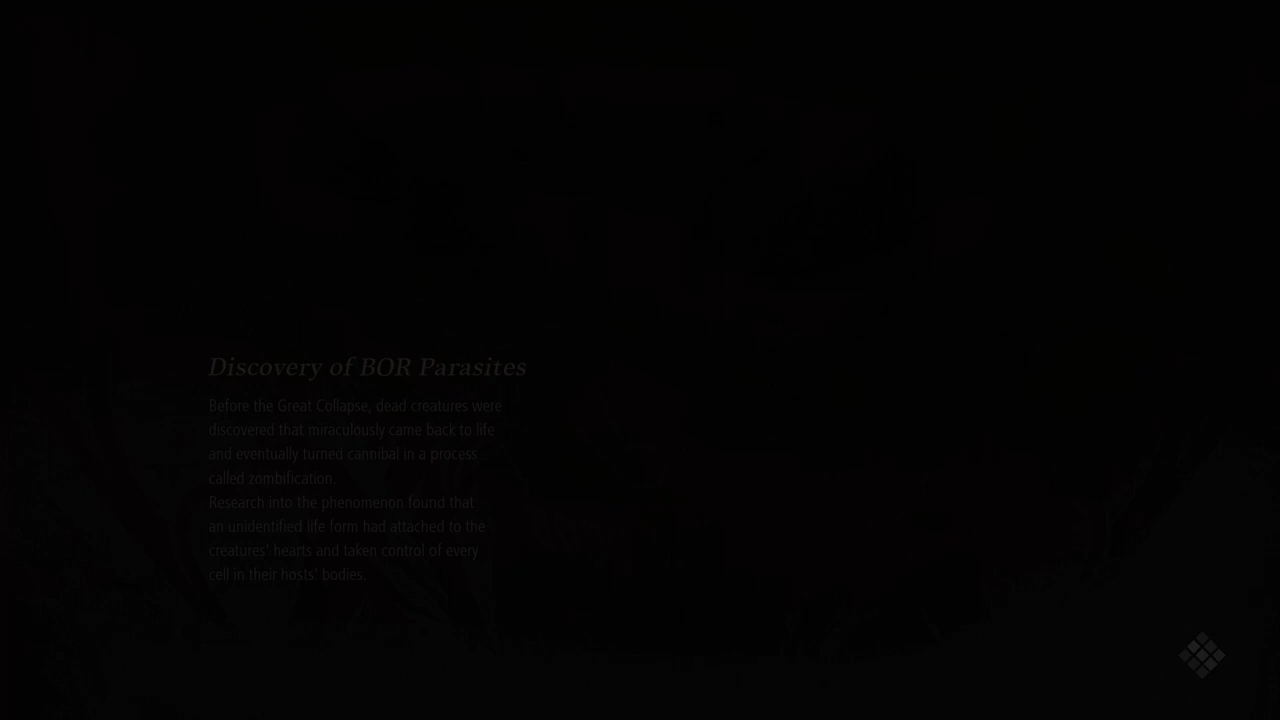 Discovery of BOR Parasites
Before the Great Collapse, dead creatures were
discovered that miraculously came back to life
and eventually turned cannibal in a process
called zombification.
Research into the phenomenon found that
an unidentified life form had attached to the
creatures' hearts and taken control of every
cell in their hosts' bodies.